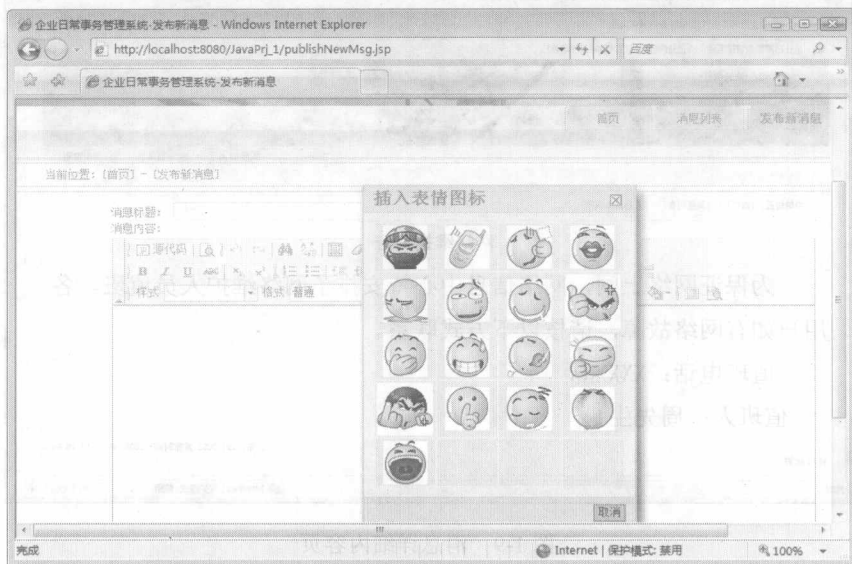 企业日常事务管理系统-发布新消息 - Windows Internet Explorer
http://localhost:8080/JavaPrj_1/publishNewMsg.jsp
百度
企业日常事务管理系统-发布新消息
首页 消息列表 发布新消息
当前位置: [首页] - [发布新消息]
消息标题:
消息内容:
源代码
B I U ABC
样式 格式 普通
插入表情图标
取消
完成
Internet | 保护模式: 禁用
100%